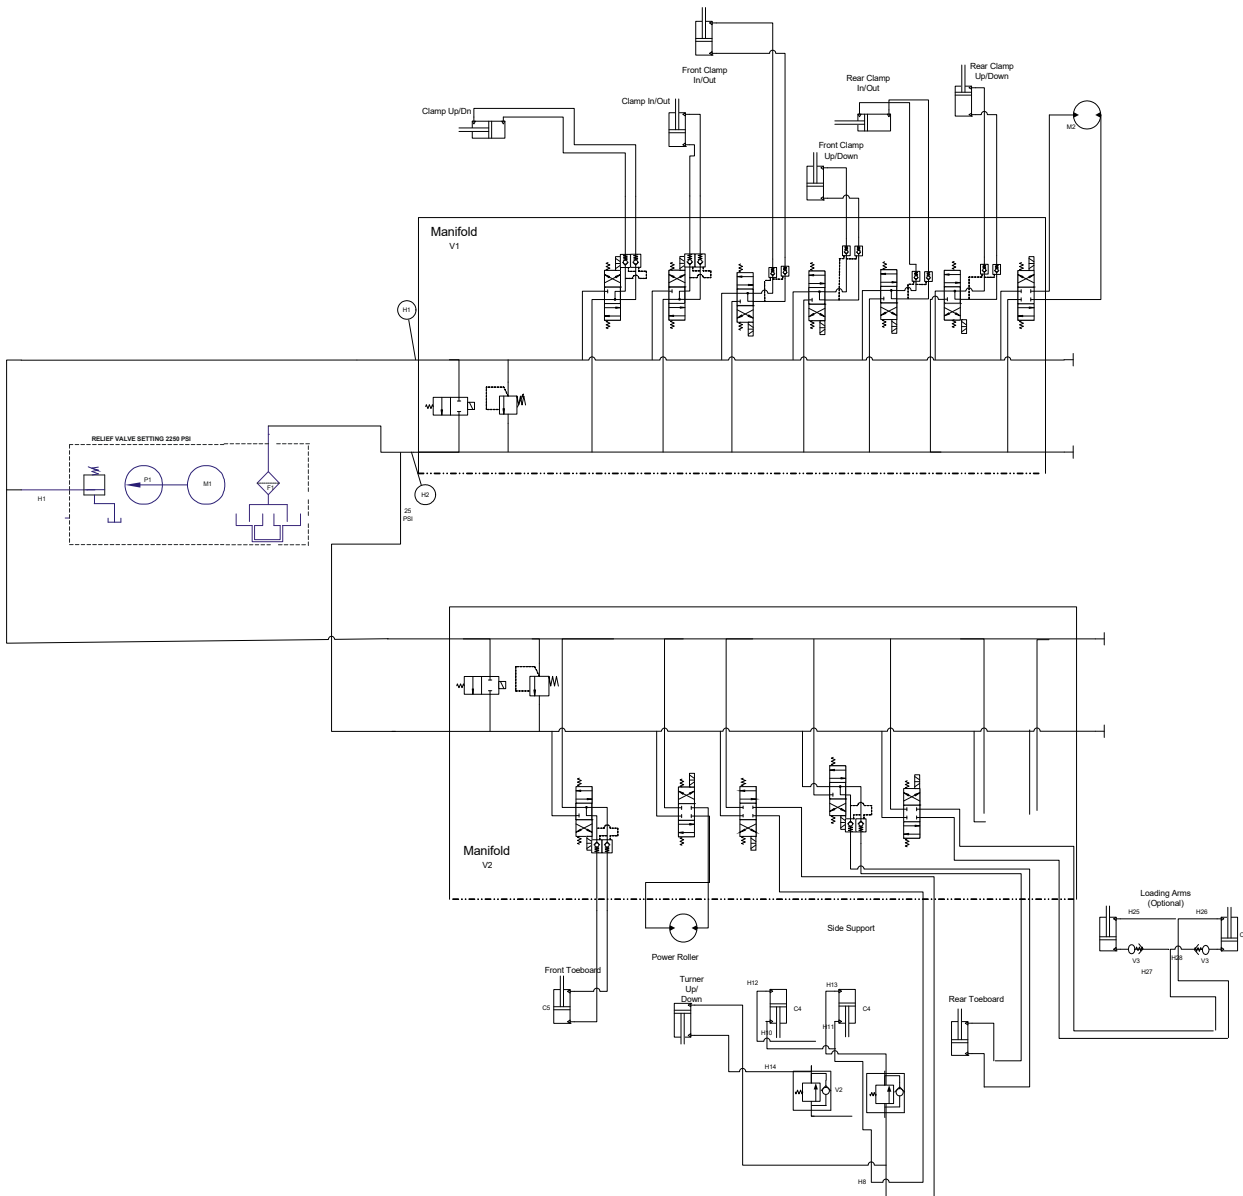 Front Clamp
In/Out
Rear Clamp
Up/Down
Rear Clamp
In/Out
Clamp In/Out
Clamp Up/Dn
M2
Front Clamp
Up/Down
Manifold
V1
H1
RELIEF VALVE SETTING 2250 PSI
P1
M1
F1
H1
H2
25
PSI
Manifold
V2
Loading Arms
(Optional)
H25
H26
C
V3
H28
V3
H27
Side Support
Power Roller
Front Toeboard
C5
Turner
Up/
Down
H12
H13
C4
C4
H10
H11
Rear Toeboard
H14
V2
H8